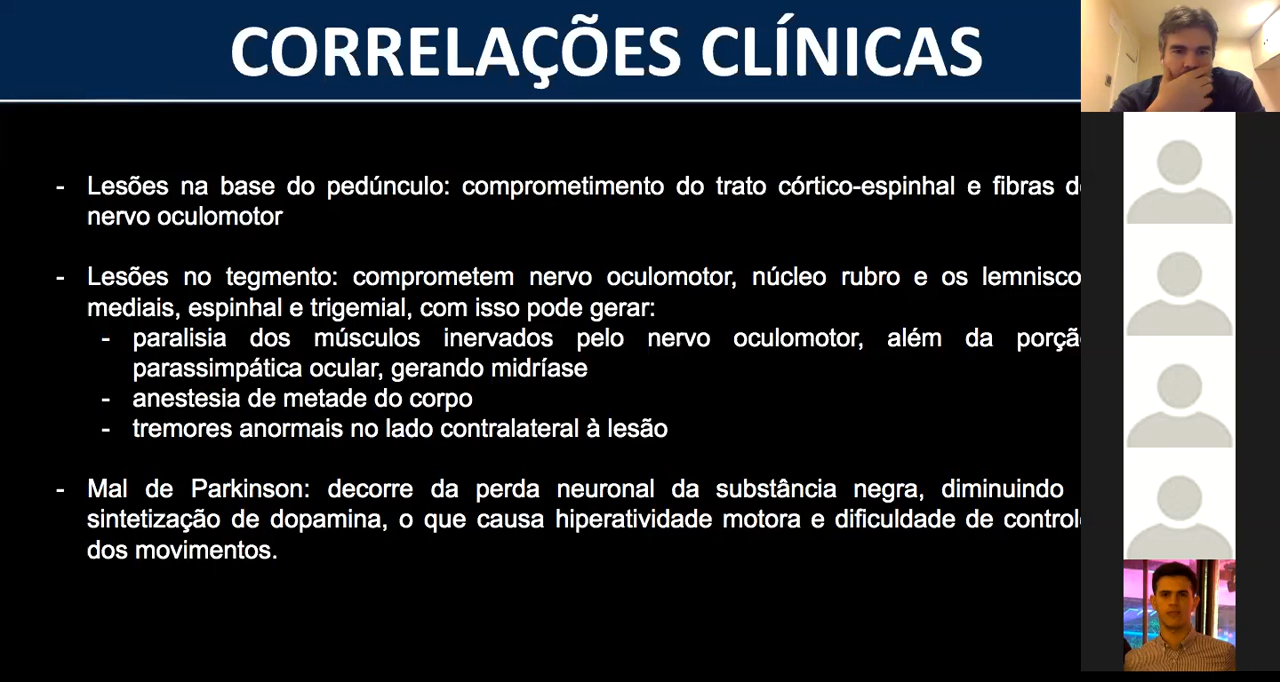 CORRELAÇÕES CLÍNICAS
- Lesões na base do pedúnculo: comprometimento do trato córtico-espinhal e fibras d
nervo oculomotor
- Lesões no tegmento: comprometem nervo oculomotor, núcleo rubro e os lemnisco
mediais, espinhal e trigemial, com isso pode gerar:
- paralisia dos músculos inervados pelo nervo oculomotor, além da porçã
parassimpática ocular, gerando midríase
- anestesia de metade do corpo
- tremores anormais no lado contralateral à lesão
- Mal de Parkinson: decorre da perda neuronal da substância negra, diminuindo
sintetização de dopamina, o que causa hiperatividade motora e dificuldade de control
dos movimentos.